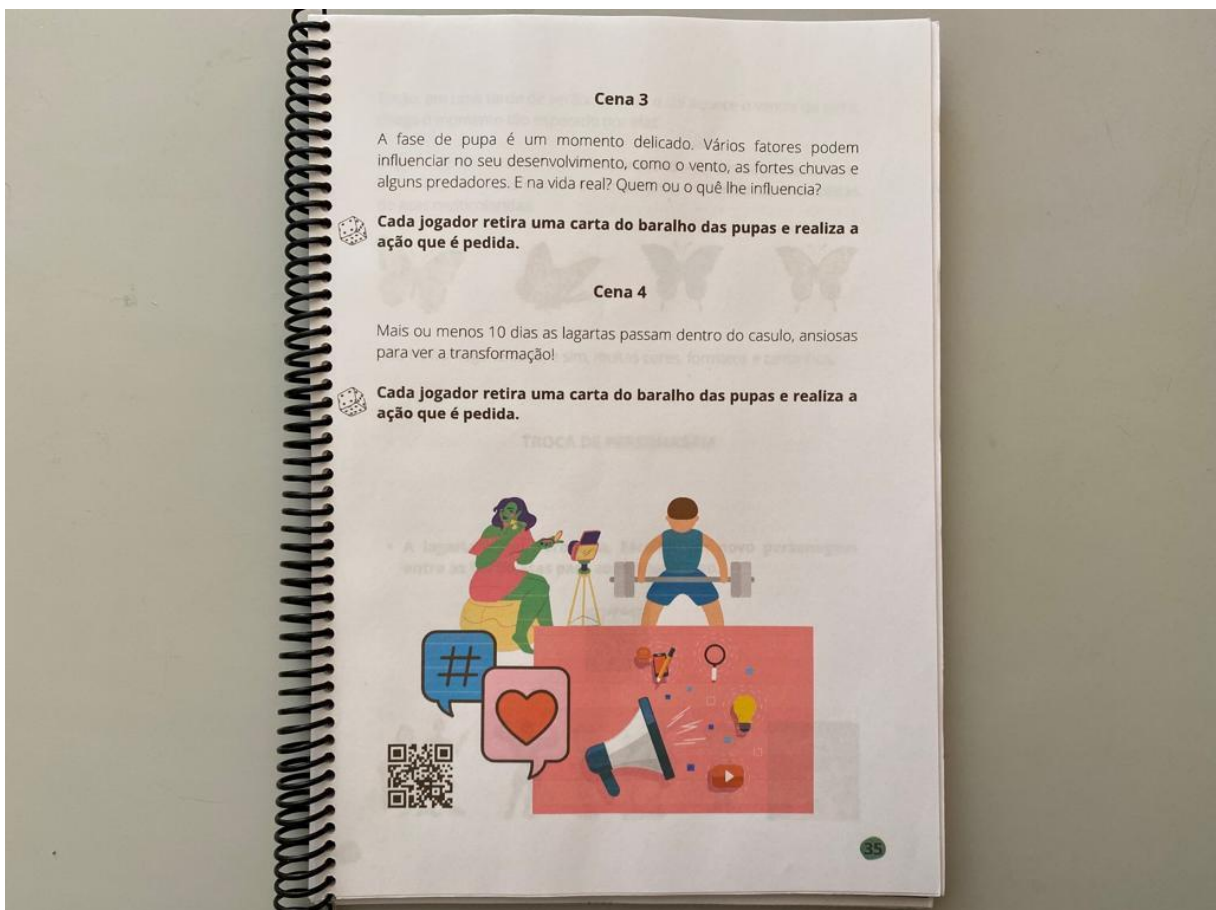 Cena 3
A fase de pupa é um momento delicado. Vários fatores podem
influenciar no seu desenvolvimento, como o vento, as fortes chuvas e
alguns predadores. E na vida real? Quem ou o quê lhe influencia?
Cada jogador retira uma carta do baralho das pupas e realiza a
ação que é pedida.
Cena 4
Mais ou menos 10 dias as lagartas passam dentro do casulo, ansiosas
para ver a transformação!
Cada jogador retira uma carta do baralho das pupas e realiza a
ação que é pedida.
TROCA DE PERSONAGEM
#
35